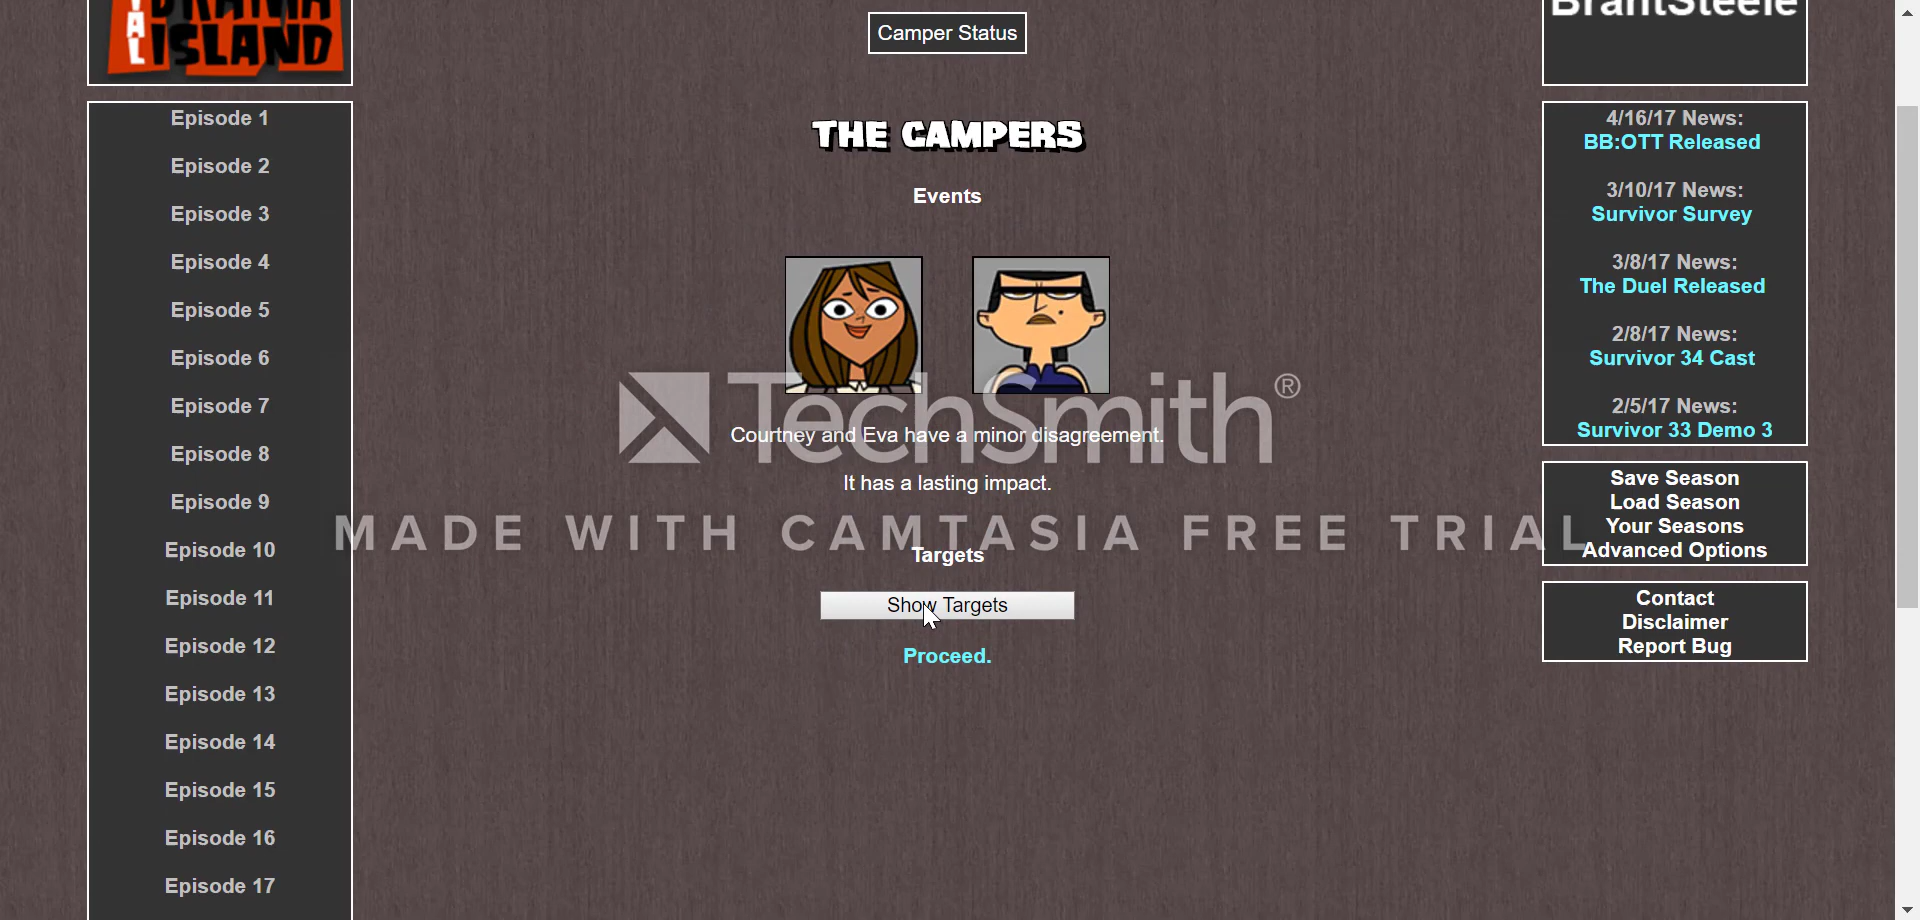 TAL
DRAMA
ISLAND
Episode 1
Episode 2
Episode 3
Episode 4
Episode 5
Episode 6
Episode 7
Episode 8
Episode 9
Episode 10
Episode 11
Episode 12
Episode 13
Episode 14
Episode 15
Episode 16
Episode 17
Camper Status
THE CAMPERS
Events
Courtney and Eva have a minor disagreement.
It has a lasting impact.
Targets
Show Targets
Proceed.
TechSmith®
MADE WITH CAMTASIA FREE TRIAL
BrantSteele
4/16/17 News:
BB:OTT Released
3/10/17 News:
Survivor Survey
3/8/17 News:
The Duel Released
2/8/17 News:
Survivor 34 Cast
2/5/17 News:
Survivor 33 Demo 3
Save Season
Load Season
Your Seasons
Advanced Options
Contact
Disclaimer
Report Bug